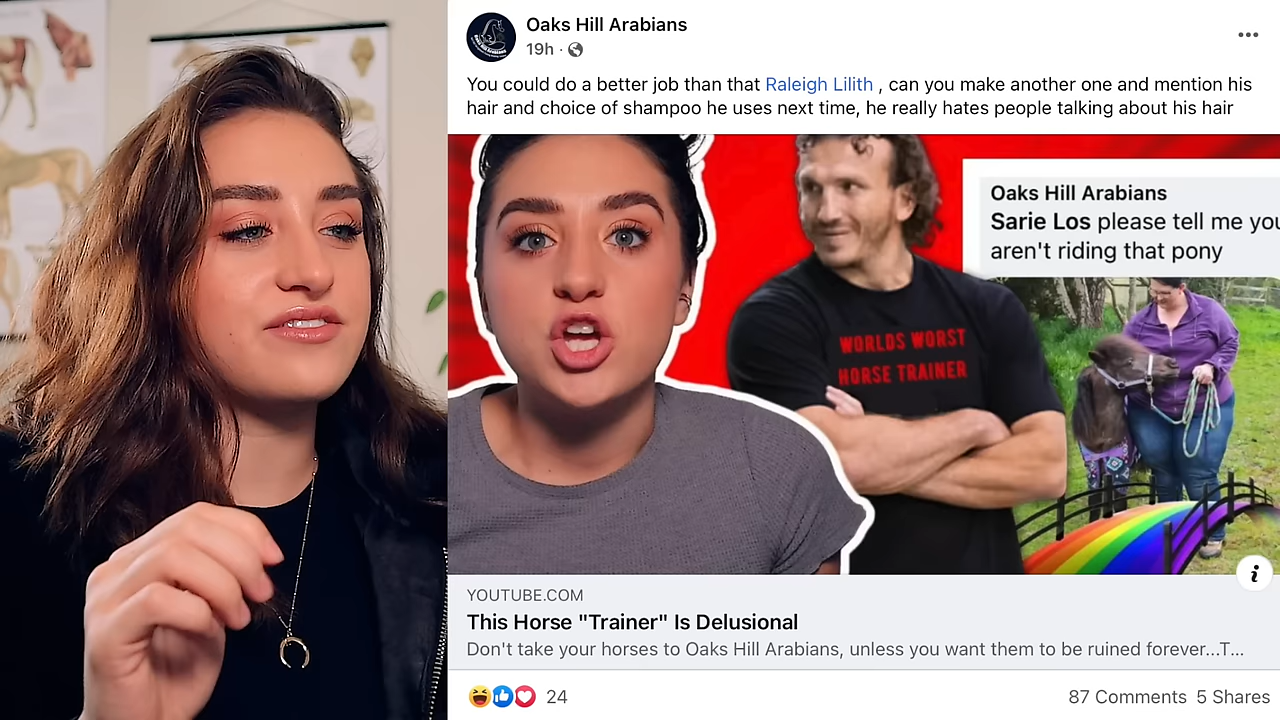 Oaks Hill Arabians
19h ·
You could do a better job than that Raleigh Lilith , can you make another one and mention his
hair and choice of shampoo he uses next time, he really hates people talking about his hair
Oaks Hill Arabians
Sarie Los please tell me you
aren't riding that pony
WORLDS WORST
HORSE TRAINER
YOUTUBE.COM
This Horse "Trainer" Is Delusional
Don't take your horses to Oaks Hill Arabians, unless you want them to be ruined forever...T...
24
87 Comments 5 Shares